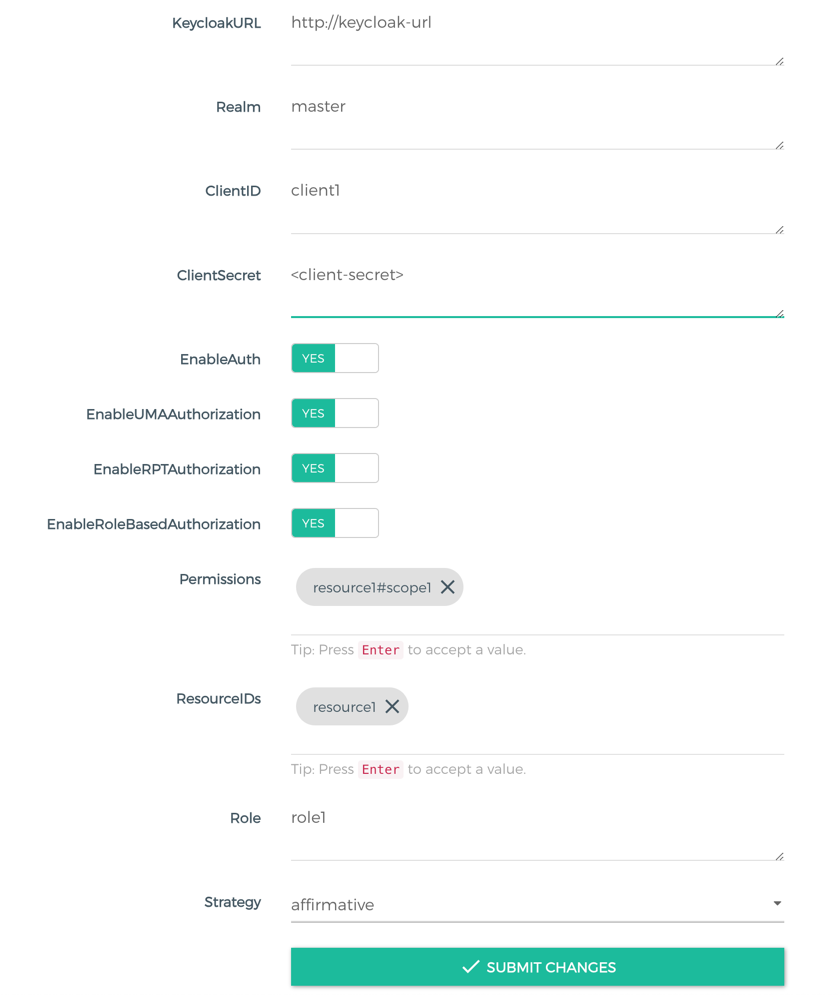 KeycloakURL http://keycloak-url
Realm master
ClientID client1
ClientSecret <client-secret>
EnableAuth YES
EnableUMAAuthorization YES
EnableRPTAuthorization YES
EnableRoleBasedAuthorization YES
Permissions resource1#scope1
Tip: Press Enter to accept a value.
ResourceIDs resource1
Tip: Press Enter to accept a value.
Role role1
Strategy affirmative
SUBMIT CHANGES